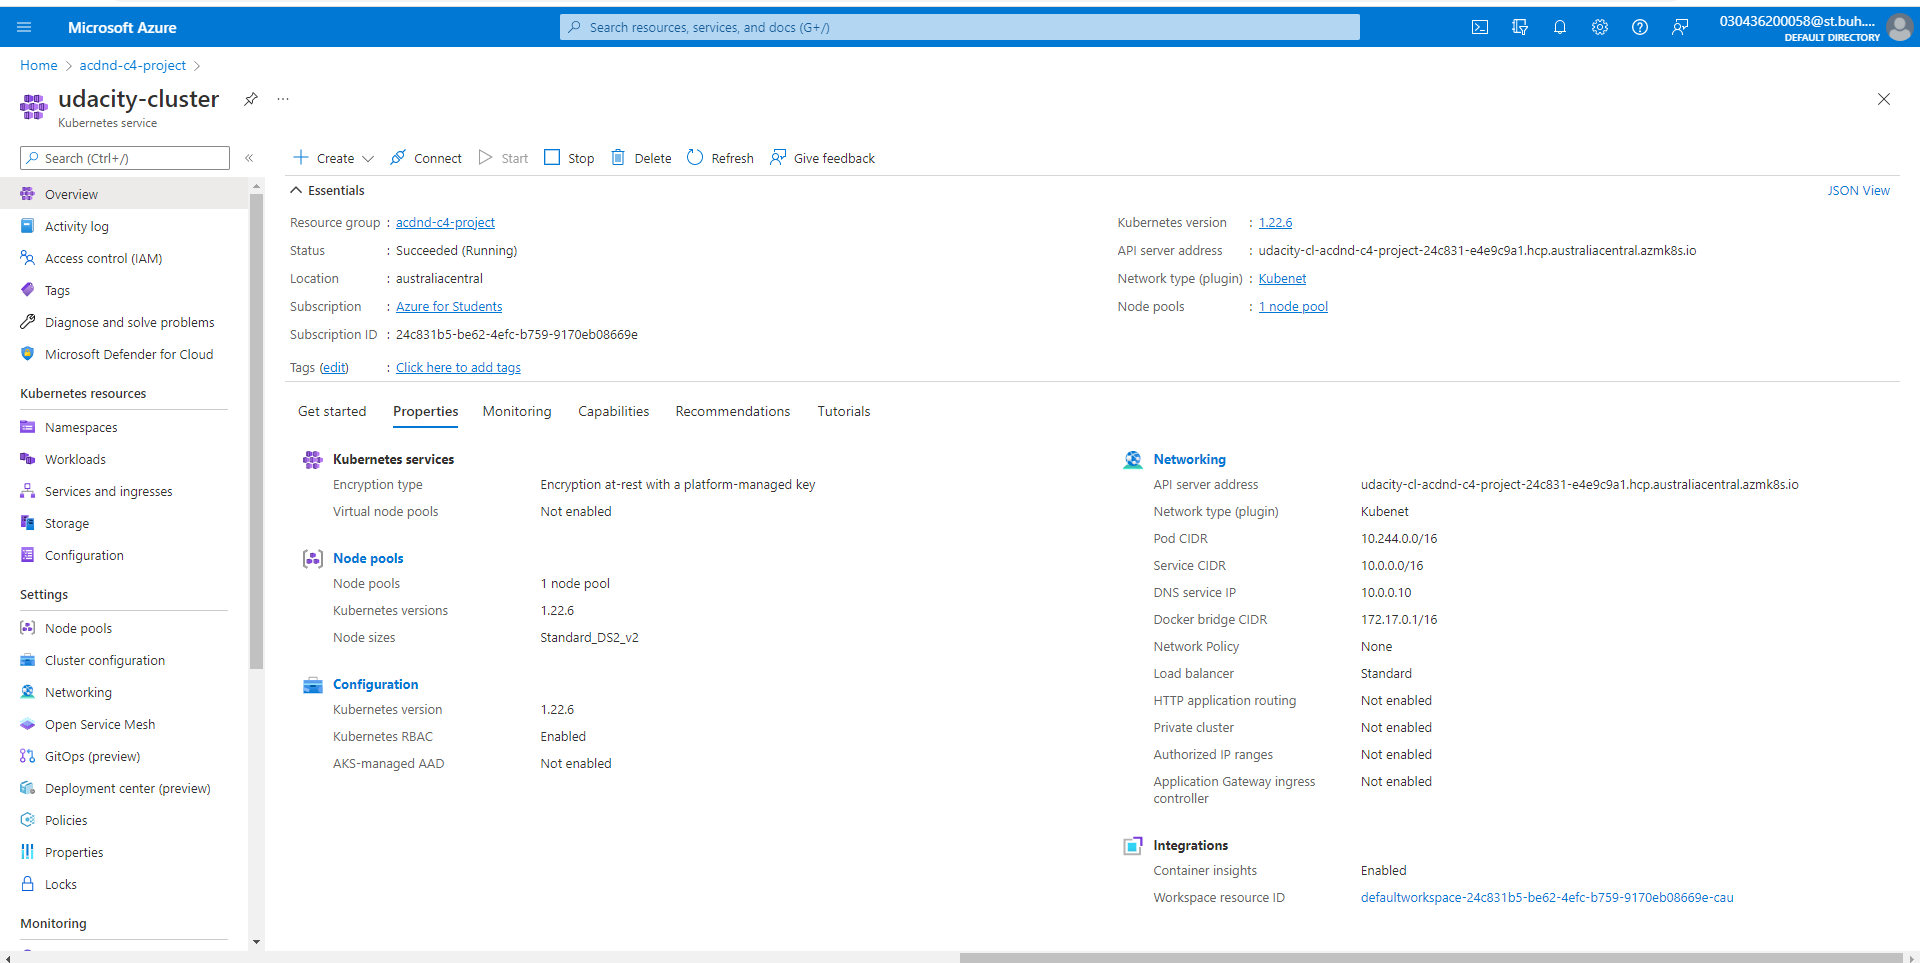 Microsoft Azure
Search resources, services, and docs (G+/)
030436200058@st.buh....
DEFAULT DIRECTORY
Home > acdnd-c4-project >
udacity-cluster
Kubernetes service
Search (Ctrl+/)
Overview
Activity log
Access control (IAM)
Tags
Diagnose and solve problems
Microsoft Defender for Cloud
Kubernetes resources
Namespaces
Workloads
Services and ingresses
Storage
Configuration
Settings
Node pools
Cluster configuration
Networking
Open Service Mesh
GitOps (preview)
Deployment center (preview)
Policies
Properties
Locks
Monitoring
Create Connect Start Stop Delete Refresh Give feedback
Essentials
JSON View
Resource group : acdnd-c4-project
Status : Succeeded (Running)
Location : australiacentral
Subscription : Azure for Students
Subscription ID : 24c831b5-be62-4efc-b759-9170eb08669e
Tags (edit) : Click here to add tags
Kubernetes version : 1.22.6
API server address : udacity-cl-acdnd-c4-project-24c831-e4e9c9a1.hcp.australiacentral.azmk8s.io
Network type (plugin) : Kubenet
Node pools : 1 node pool
Get started Properties Monitoring Capabilities Recommendations Tutorials
Kubernetes services
Encryption type Encryption at-rest with a platform-managed key
Virtual node pools Not enabled
Node pools
Node pools 1 node pool
Kubernetes versions 1.22.6
Node sizes Standard_DS2_v2
Configuration
Kubernetes version 1.22.6
Kubernetes RBAC Enabled
AKS-managed AAD Not enabled
Networking
API server address udacity-cl-acdnd-c4-project-24c831-e4e9c9a1.hcp.australiacentral.azmk8s.io
Network type (plugin) Kubenet
Pod CIDR 10.244.0.0/16
Service CIDR 10.0.0.0/16
DNS service IP 10.0.0.10
Docker bridge CIDR 172.17.0.1/16
Network Policy None
Load balancer Standard
HTTP application routing Not enabled
Private cluster Not enabled
Authorized IP ranges Not enabled
Application Gateway ingress Not enabled
controller
Integrations
Container insights Enabled
Workspace resource ID defaultworkspace-24c831b5-be62-4efc-b759-9170eb08669e-cau